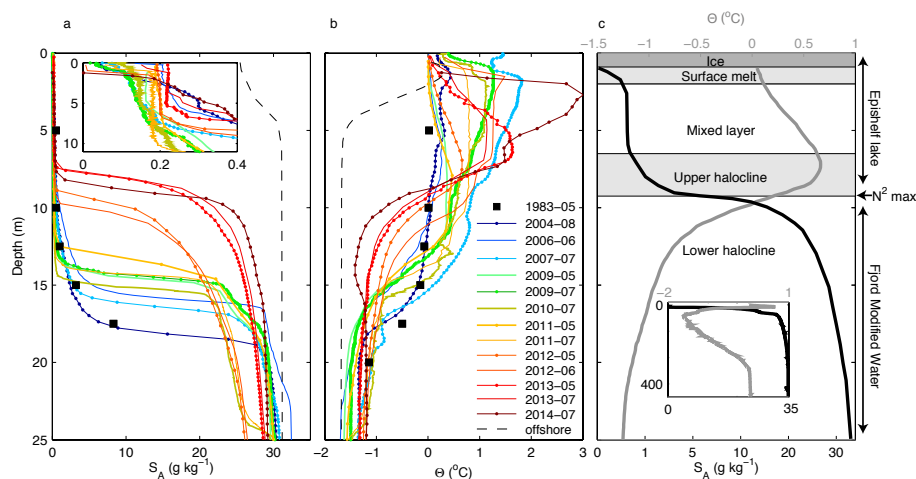 a
b
c
Θ (°C)
−1.5 −1 −0.5 0 0.5 1
Ice
Surface melt
Mixed layer
Upper halocline
Lower halocline
Epishelf lake
N² max
Fjord Modified Water
0
5
10
15
20
25
Depth (m)
0
5
10
0 0.2 0.4
0 10 20 30
S_A (g kg⁻¹)
1983−05
2004−08
2006−06
2007−07
2009−05
2009−07
2010−07
2011−05
2011−07
2012−05
2012−06
2013−05
2013−07
2014−07
offshore
−2 −1 0 1 2 3
Θ (°C)
−2 1
0
400
0 35
0 1 5 10 20 30
S_A (g kg⁻¹)